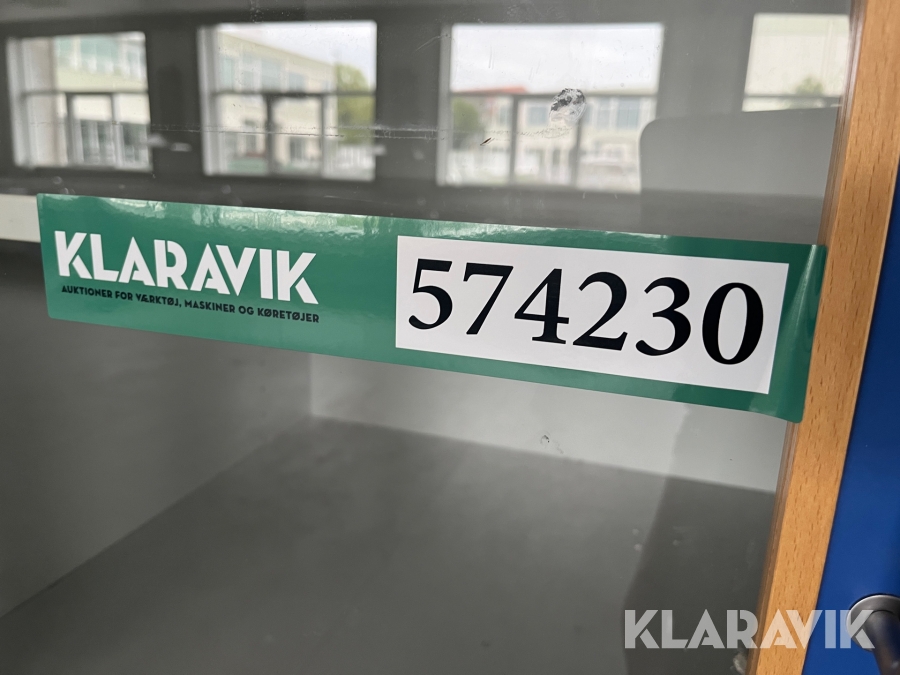 KLARAVIK
AUKTIONER FOR VÆRKTØJ, MASKINER OG KØRETØJER
574230
KLARAVIK